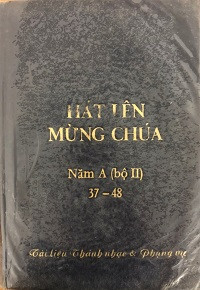 HÁT LÊN
MỪNG CHÚA
Năm A (bộ II)
37 – 48
Tài liệu Thánh nhạc & Phụng vụ